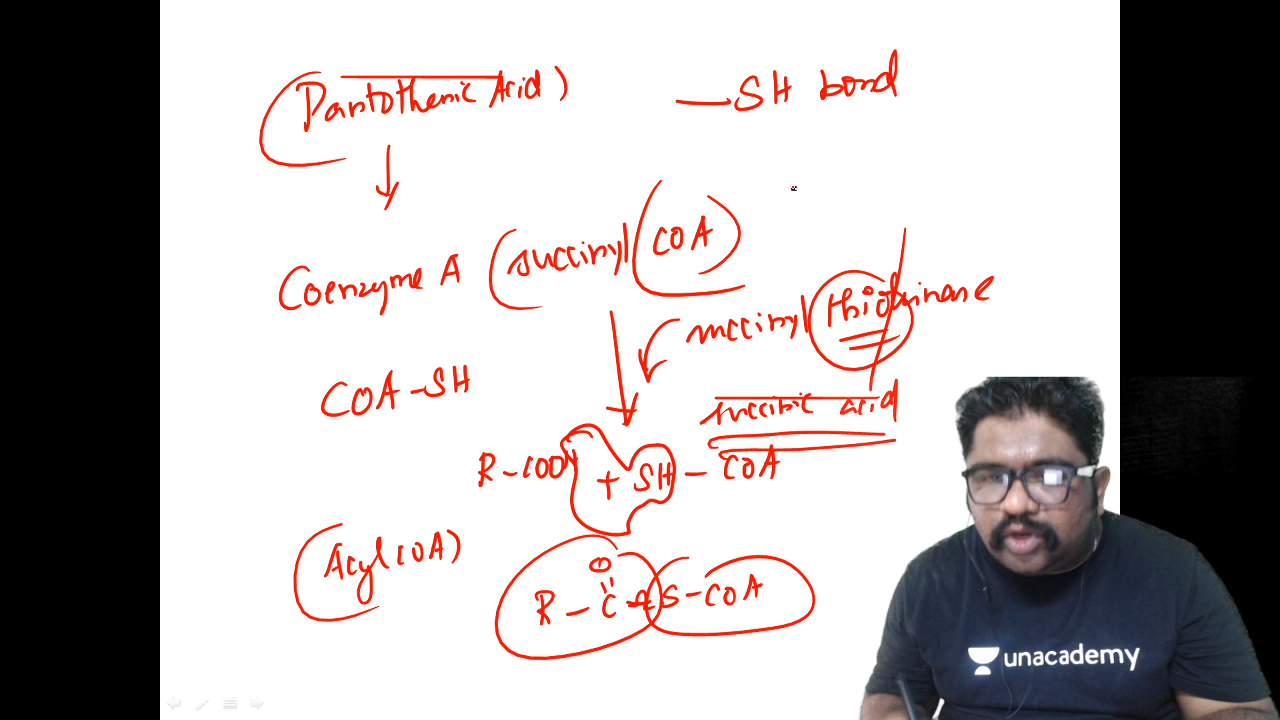 (Pantothenic Acid)
— SH bond
Coenzyme A (succinyl (COA)
succinyl thiokinase
COA-SH
succinic acid
R-COOH + SH - COA
Acyl COA)
O
R - C - S - COA
unacademy